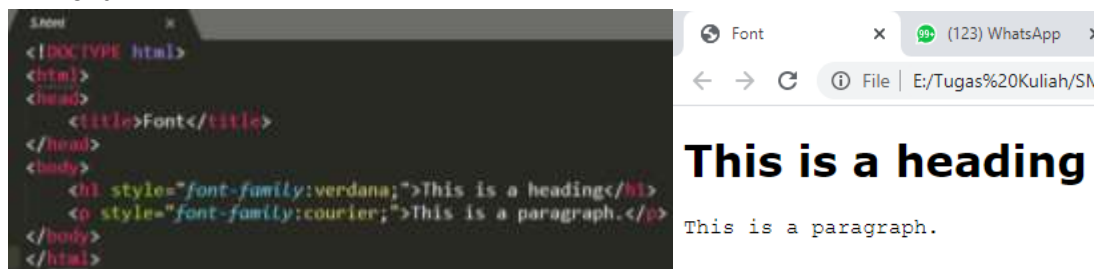 5.html ×
<!DOCTYPE html>
<html>
<head>
<title>Font</title>
</head>
<body>
<h1 style="font-family:verdana;">This is a heading</h1>
<p style="font-family:courier;">This is a paragraph.</p>
</body>
</html>
Font × 99+ (123) WhatsApp
File | E:/Tugas%20Kuliah/SM
This is a heading
This is a paragraph.